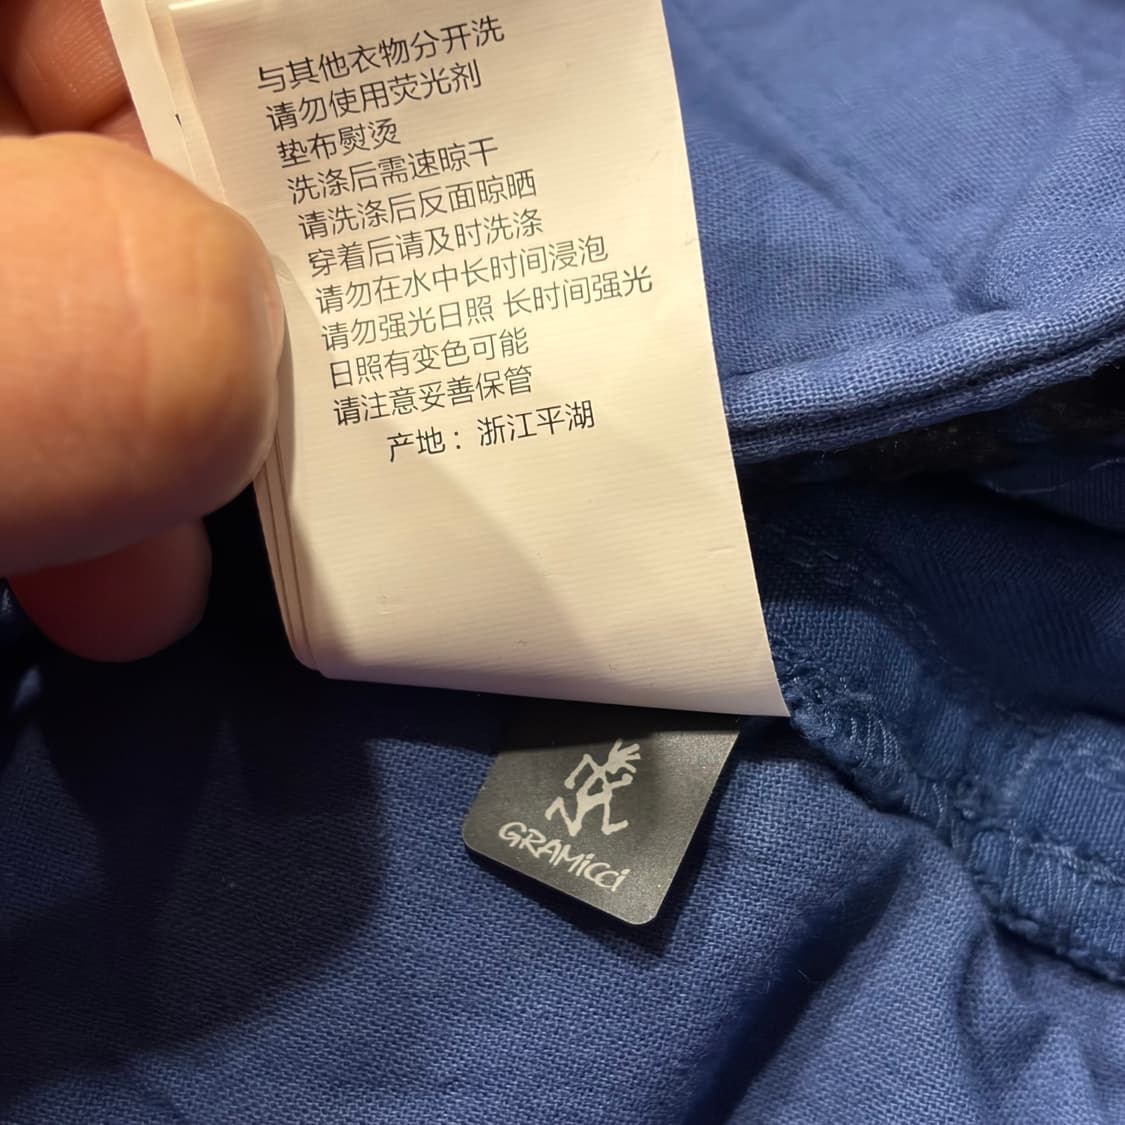 与其他衣物分开洗
请勿使用荧光剂
垫布熨烫
洗涤后需速晾干
请洗涤后反面晾晒
穿着后请及时洗涤
请勿在水中长时间浸泡
请勿强光日照 长时间强光
日照有变色可能
请注意妥善保管
产地：浙江平湖
GRAMiCCi